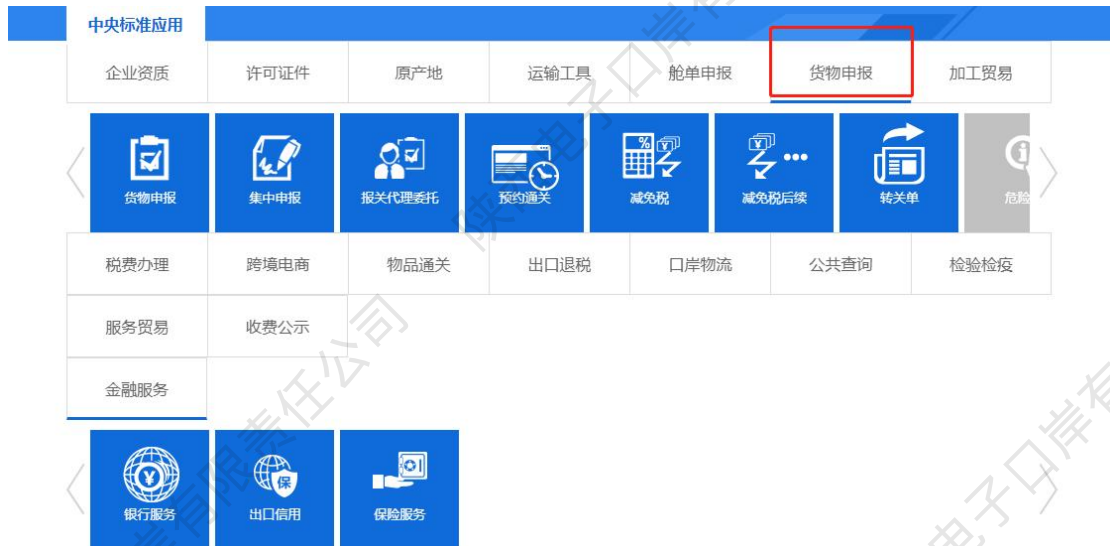 中央标准应用
企业资质 许可证件 原产地 运输工具 舱单申报 货物申报 加工贸易
货物申报 集中申报 报关代理委托 预约通关 减免税 减免税后续 转关单 危险
税费办理 跨境电商 物品通关 出口退税 口岸物流 公共查询 检验检疫
服务贸易 收费公示
金融服务
银行服务 出口信用 保险服务